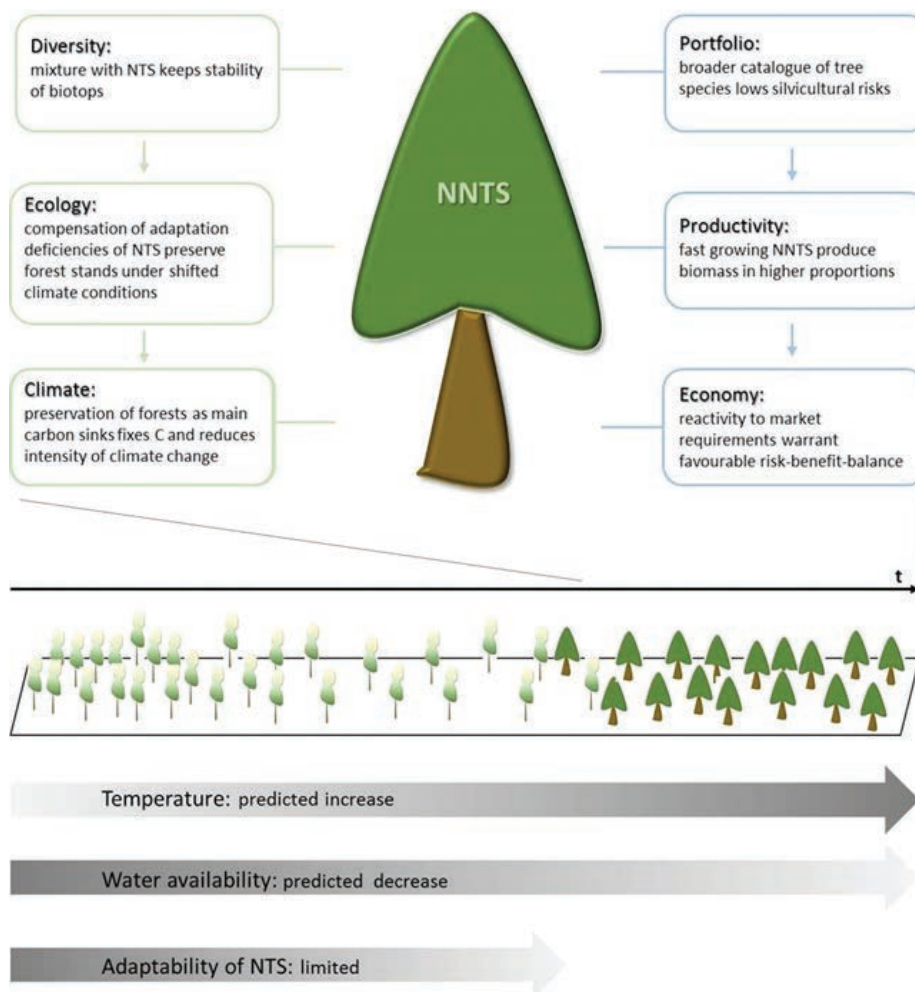 Diversity:
mixture with NTS keeps stability
of biotops
Ecology:
compensation of adaptation
deficiencies of NTS preserve
forest stands under shifted
climate conditions
Climate:
preservation of forests as main
carbon sinks fixes C and reduces
intensity of climate change
NNTS
Portfolio:
broader catalogue of tree
species lows silvicultural risks
Productivity:
fast growing NNTS produce
biomass in higher proportions
Economy:
reactivity to market
requirements warrant
favourable risk-benefit-balance
t
Temperature: predicted increase
Water availability: predicted decrease
Adaptability of NTS: limited